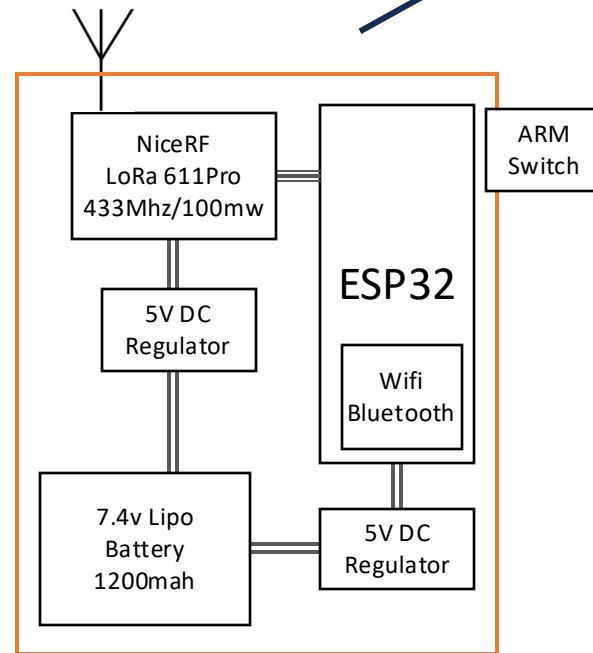 NiceRF
LoRa 611Pro
433Mhz/100mw
ARM
Switch
ESP32
5V DC
Regulator
Wifi
Bluetooth
7.4v Lipo
Battery
1200mah
5V DC
Regulator